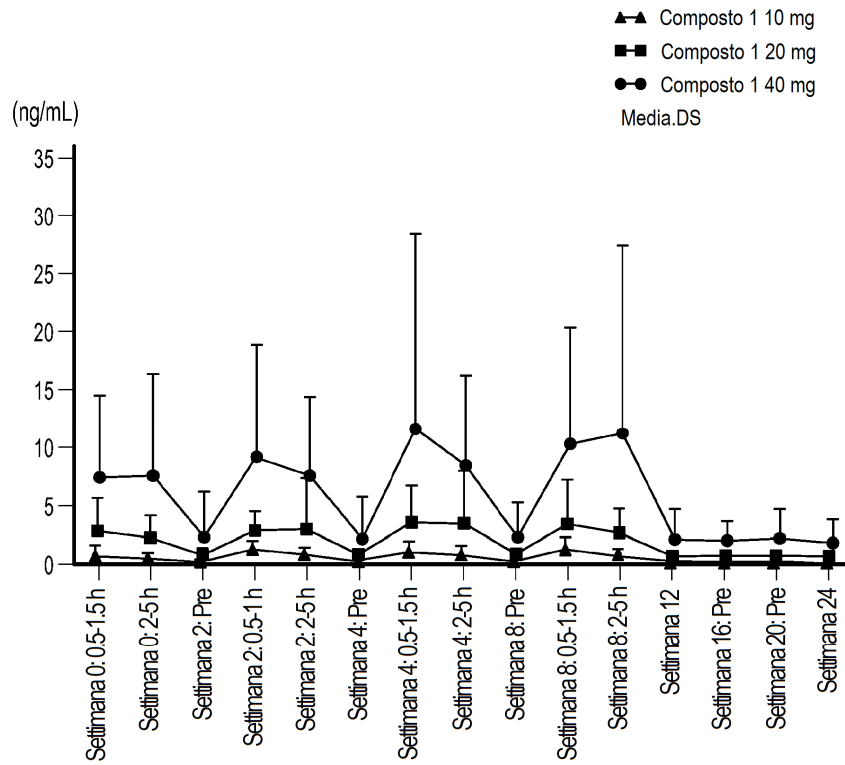 Composto 1 10 mg
Composto 1 20 mg
Composto 1 40 mg
Media.DS
(ng/mL)
35
30
25
20
15
10
5
0
Settimana 0: 0.5-1.5 h
Settimana 0: 2-5 h
Settimana 2: Pre
Settimana 2: 0.5-1 h
Settimana 2: 2-5 h
Settimana 4: Pre
Settimana 4: 0.5-1.5 h
Settimana 4: 2-5 h
Settimana 8: Pre
Settimana 8: 0.5-1.5 h
Settimana 8: 2-5 h
Settimana 12
Settimana 16: Pre
Settimana 20: Pre
Settimana 24